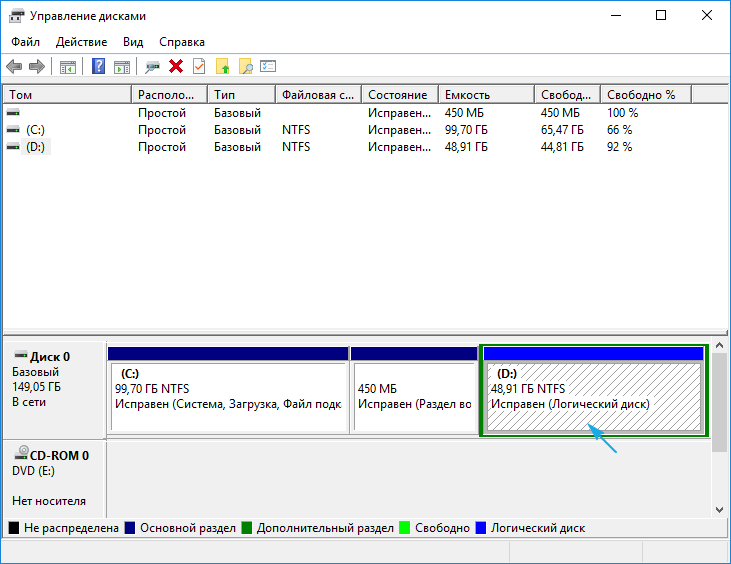 Управление дисками
Файл Действие Вид Справка
Том Располо... Тип Файловая с... Состояние Емкость Свобод... Свободно %
Простой Базовый Исправен... 450 МБ 450 МБ 100 %
(C:) Простой Базовый NTFS Исправен... 99,70 ГБ 65,47 ГБ 66 %
(D:) Простой Базовый NTFS Исправен... 48,91 ГБ 44,81 ГБ 92 %
Диск 0
Базовый
149,05 ГБ
В сети
(C:)
99,70 ГБ NTFS
Исправен (Система, Загрузка, Файл подк
450 МБ
Исправен (Раздел во
(D:)
48,91 ГБ NTFS
Исправен (Логический диск)
CD-ROM 0
DVD (E:)
Нет носителя
Не распределена Основной раздел Дополнительный раздел Свободно Логический диск